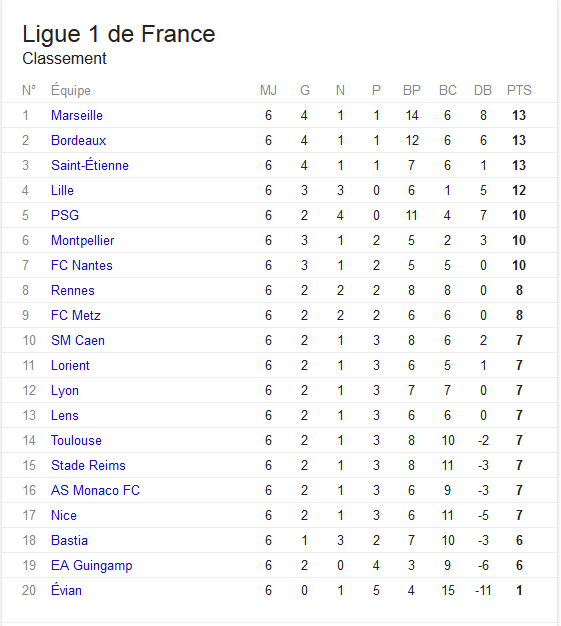 Ligue 1 de France
Classement
N° Équipe MJ G N P BP BC DB PTS
1 Marseille 6 4 1 1 14 6 8 13
2 Bordeaux 6 4 1 1 12 6 6 13
3 Saint-Étienne 6 4 1 1 7 6 1 13
4 Lille 6 3 3 0 6 1 5 12
5 PSG 6 2 4 0 11 4 7 10
6 Montpellier 6 3 1 2 5 2 3 10
7 FC Nantes 6 3 1 2 5 5 0 10
8 Rennes 6 2 2 2 8 8 0 8
9 FC Metz 6 2 2 2 6 6 0 8
10 SM Caen 6 2 1 3 8 6 2 7
11 Lorient 6 2 1 3 6 5 1 7
12 Lyon 6 2 1 3 7 7 0 7
13 Lens 6 2 1 3 6 6 0 7
14 Toulouse 6 2 1 3 8 10 -2 7
15 Stade Reims 6 2 1 3 8 11 -3 7
16 AS Monaco FC 6 2 1 3 6 9 -3 7
17 Nice 6 2 1 3 6 11 -5 7
18 Bastia 6 1 3 2 7 10 -3 6
19 EA Guingamp 6 2 0 4 3 9 -6 6
20 Évian 6 0 1 5 4 15 -11 1